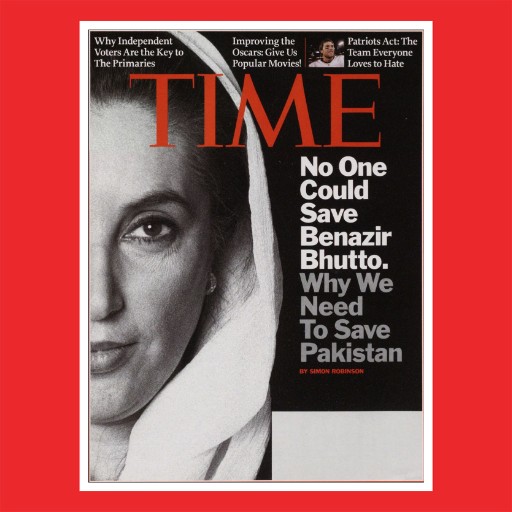 Why Independent
Voters Are the Key to
The Primaries
Improving the
Oscars: Give Us
Popular Movies!
Patriots Act: The
Team Everyone
Loves to Hate
TIME
No One
Could
Save
Benazir
Bhutto.
Why We
Need
To Save
Pakistan
BY SIMON ROBINSON